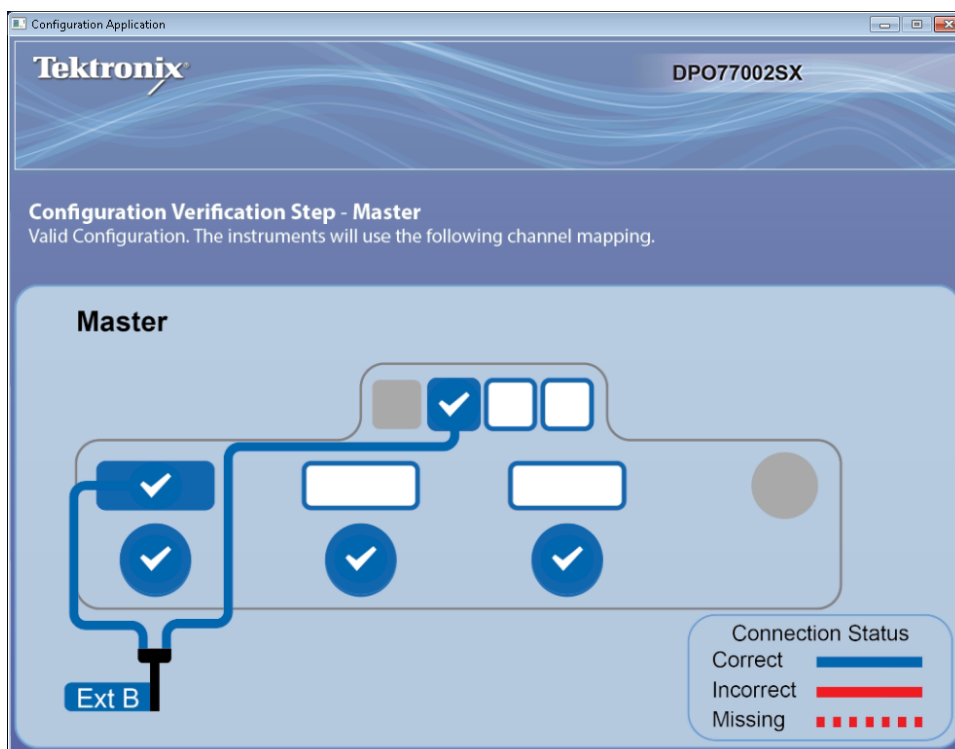 Configuration Application
Tektronix®
DPO77002SX
Configuration Verification Step - Master
Valid Configuration. The instruments will use the following channel mapping.
Master
Ext B
Connection Status
Correct
Incorrect
Missing